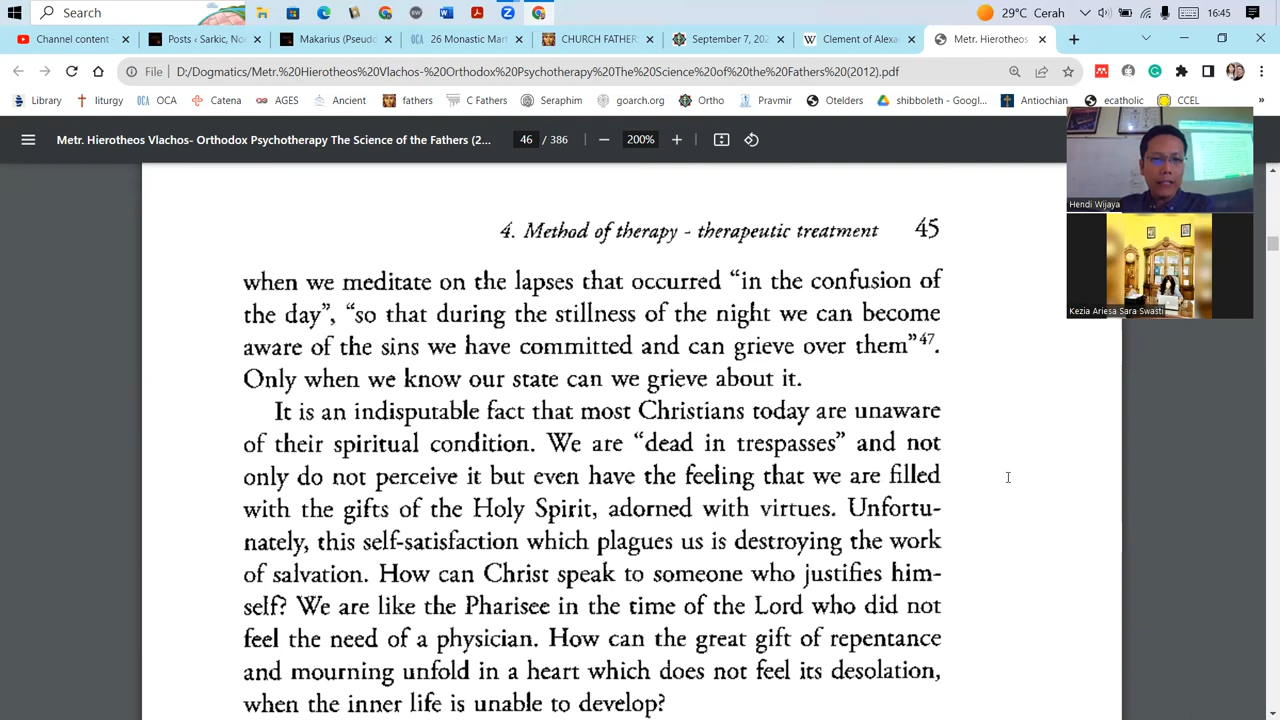 Search
29°C Cerah
16:45
Channel content -
Posts ‹ Sarkic, No
Makarius (Pseudo
26 Monastic Mart
CHURCH FATHER
September 7, 202
Clement of Alexa
Metr. Hierotheos
File D:/Dogmatics/Metr.%20Hierotheos%20Vlachos-%20Orthodox%20Psychotherapy%20The%20Science%20of%20the%20Fathers%20(2012).pdf
Library liturgy OCA Catena AGES Ancient fathers C Fathers Seraphim goarch.org Ortho Pravmir Otelders shibboleth - Googl... Antiochian ecatholic CCEL »
Metr. Hierotheos Vlachos- Orthodox Psychotherapy The Science of the Fathers (2...
46 / 386
200%
Hendi Wijaya
Kezia Ariesa Sara Swasti
4. Method of therapy - therapeutic treatment 45
when we meditate on the lapses that occurred “in the confusion of
the day”, “so that during the stillness of the night we can become
aware of the sins we have committed and can grieve over them”47.
Only when we know our state can we grieve about it.
It is an indisputable fact that most Christians today are unaware
of their spiritual condition. We are “dead in trespasses” and not
only do not perceive it but even have the feeling that we are filled
with the gifts of the Holy Spirit, adorned with virtues. Unfortu-
nately, this self-satisfaction which plagues us is destroying the work
of salvation. How can Christ speak to someone who justifies him-
self? We are like the Pharisee in the time of the Lord who did not
feel the need of a physician. How can the great gift of repentance
and mourning unfold in a heart which does not feel its desolation,
when the inner life is unable to develop?